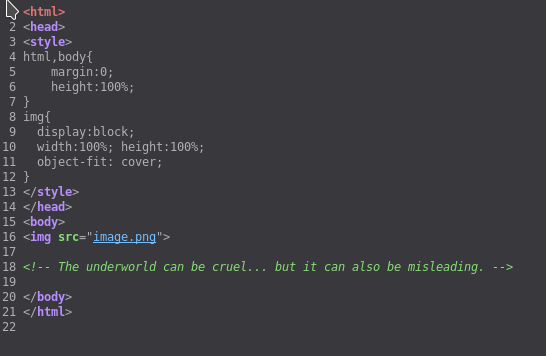 <html>
2 <head>
3 <style>
4 html,body{
5     margin:0;
6     height:100%;
7 }
8 img{
9   display:block;
10   width:100%; height:100%;
11   object-fit: cover;
12 }
13 </style>
14 </head>
15 <body>
16 <img src="image.png">
17
18 <!-- The underworld can be cruel... but it can also be misleading. -->
19
20 </body>
21 </html>
22